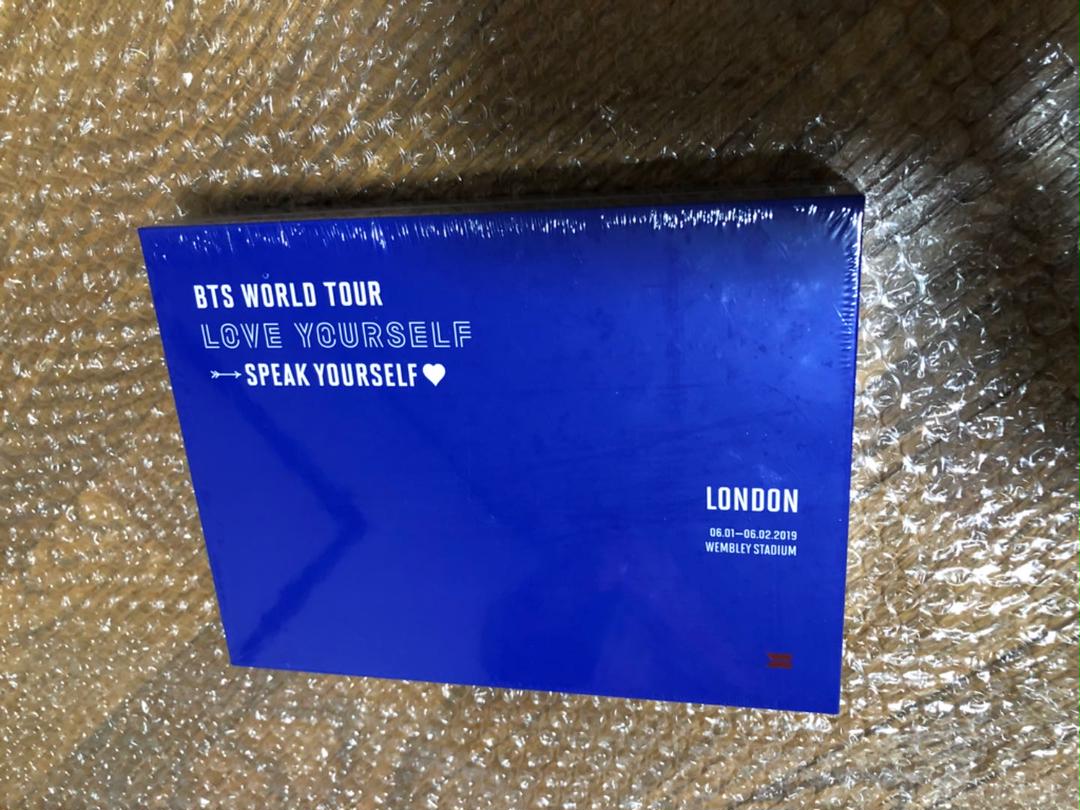 BTS WORLD TOUR
LOVE YOURSELF
SPEAK YOURSELF
LONDON
06.01—06.02.2019
WEMBLEY STADIUM